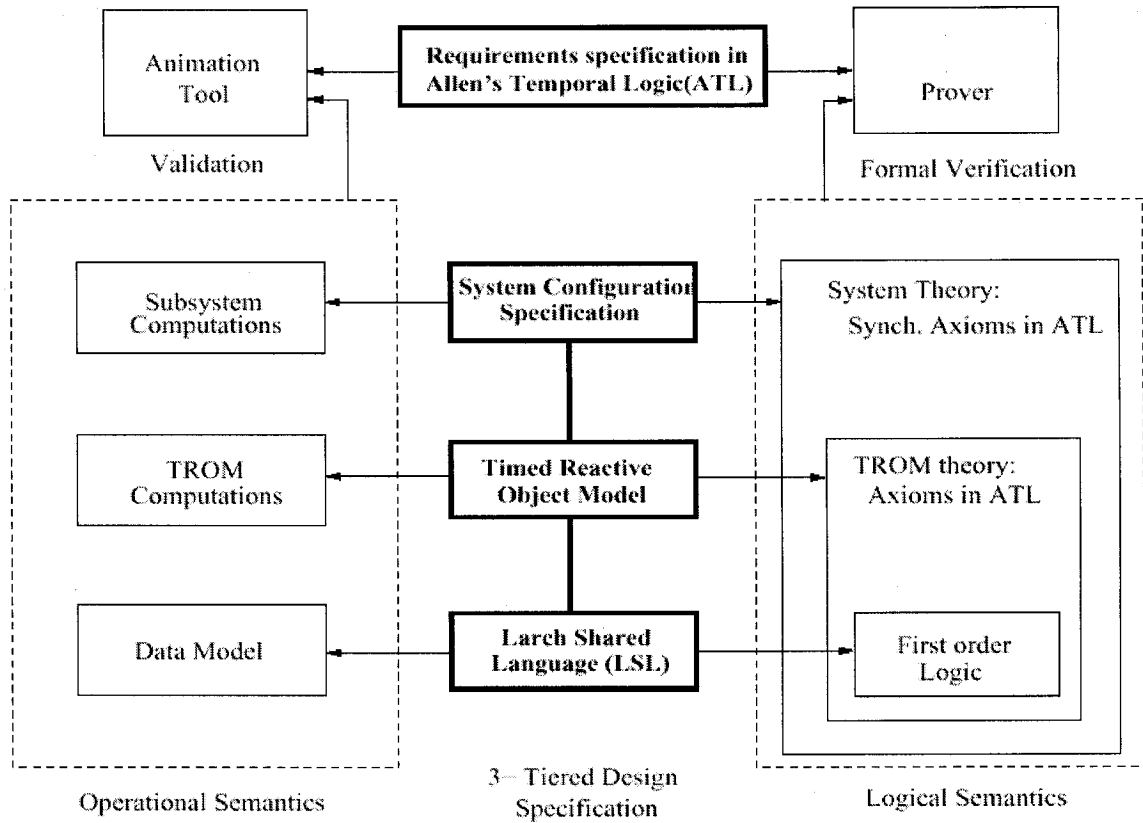 Animation
Tool
Requirements specification in
Allen's Temporal Logic(ATL)
Prover
Validation
Formal Verification
Subsystem
Computations
System Configuration
Specification
System Theory:
Synch. Axioms in ATL
TROM
Computations
Timed Reactive
Object Model
TROM theory:
Axioms in ATL
Data Model
Larch Shared
Language (LSL)
First order
Logic
Operational Semantics
3– Tiered Design
Specification
Logical Semantics